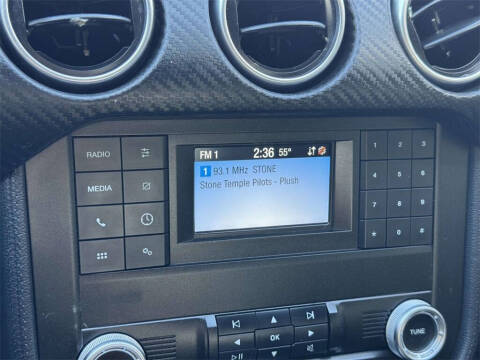 RADIO
MEDIA
FM 1 2:36 55°
1 93.1 MHz STONE
Stone Temple Pilots - Plush
1 2 3
4 5 6
7 8 9
* 0 #
OK
TUNE